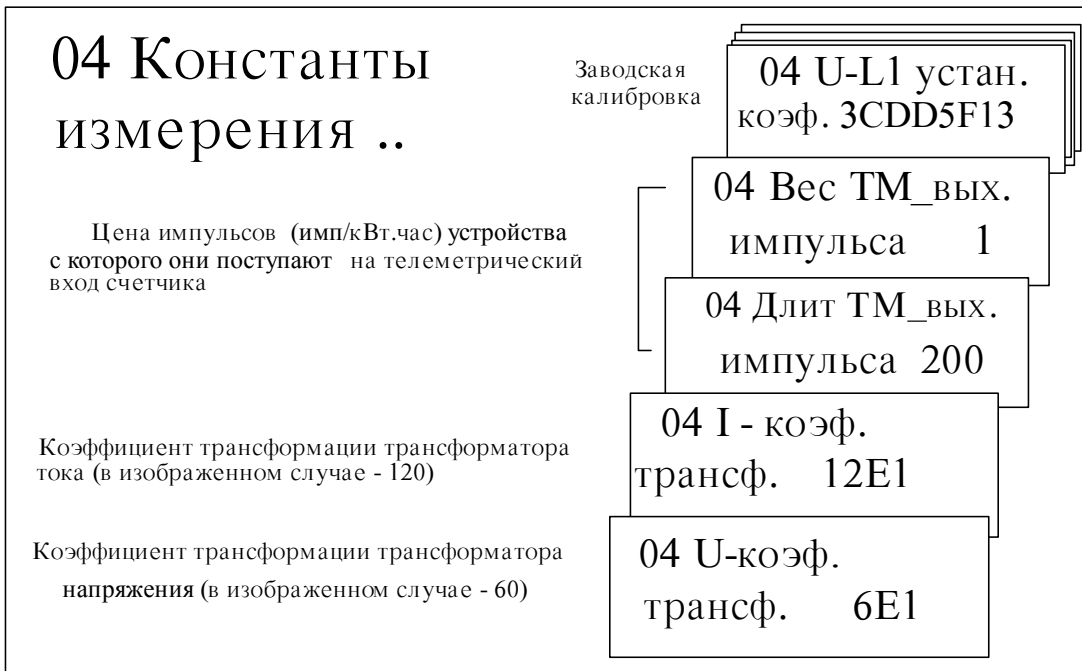 04 Константы
измерения ..
Заводская
калибровка
04 U-L1 устан.
коэф. 3CDD5F13
Цена импульсов (имп/кВт.час) устройства
с которого они поступают на телеметрический
вход счетчика
04 Вес ТМ_вых.
импульса 1
04 Длит ТМ_вых.
импульса 200
Коэффициент трансформации трансформатора
тока (в изображенном случае - 120)
04 I - коэф.
трансф. 12E1
Коэффициент трансформации трансформатора
напряжения (в изображенном случае - 60)
04 U-коэф.
трансф. 6E1